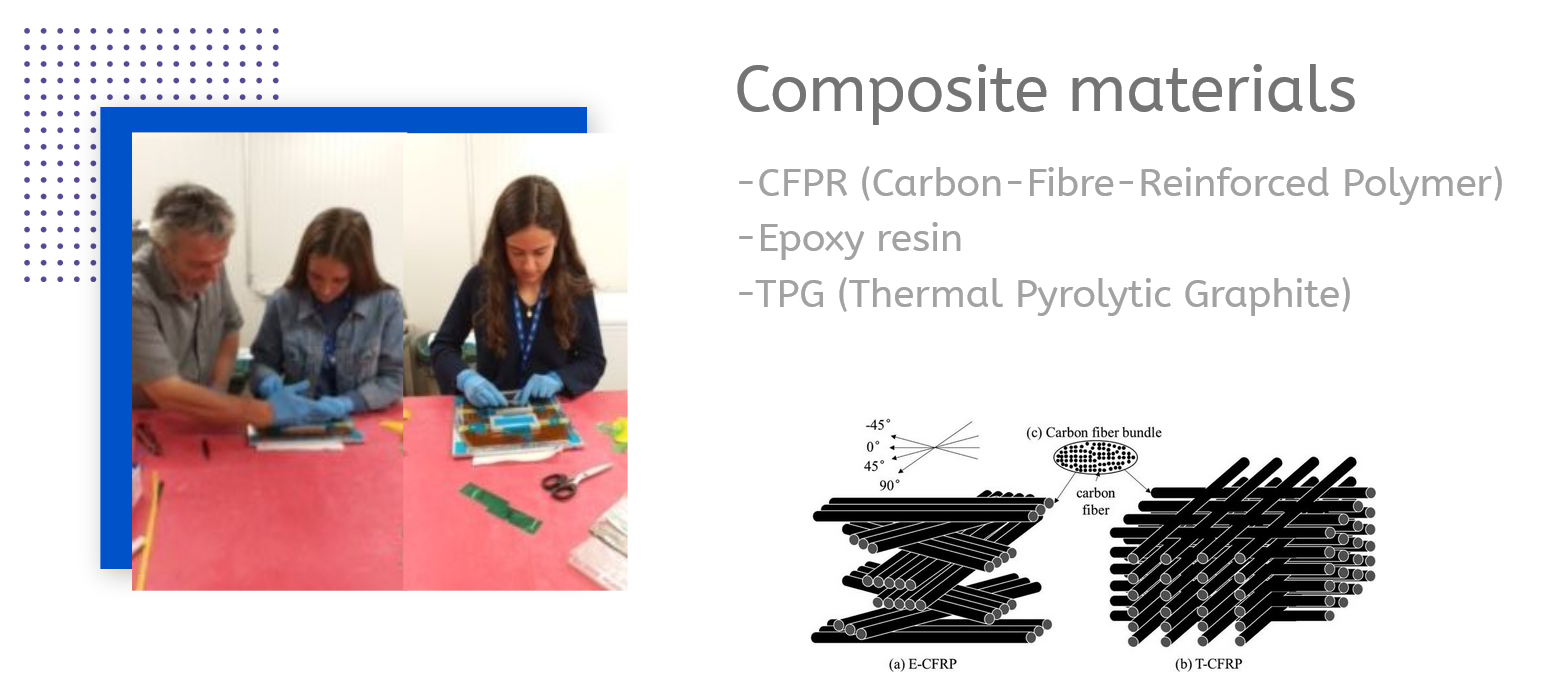 Composite materials
-CFPR (Carbon-Fibre-Reinforced Polymer)
-Epoxy resin
-TPG (Thermal Pyrolytic Graphite)
-45°
0°
45°
90°
(c) Carbon fiber bundle
carbon
fiber
(a) E-CFRP
(b) T-CFRP